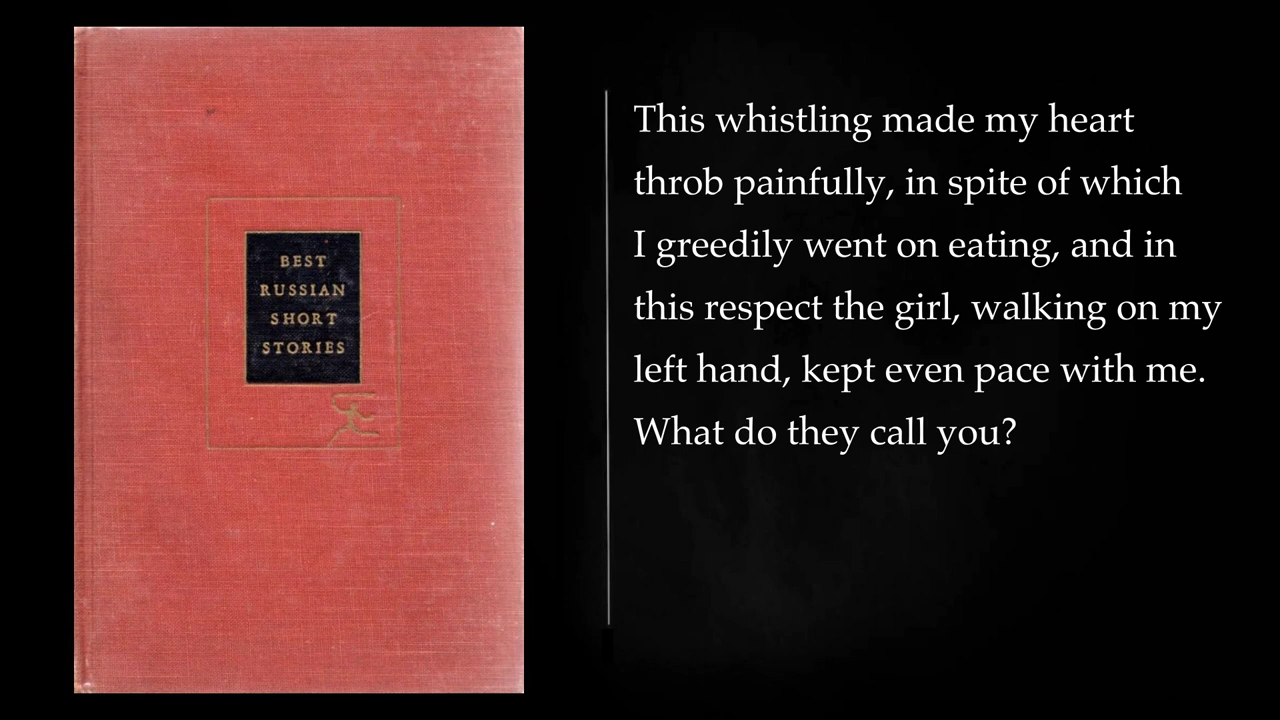 BEST
RUSSIAN
SHORT
STORIES
This whistling made my heart
throb painfully, in spite of which
I greedily went on eating, and in
this respect the girl, walking on my
left hand, kept even pace with me.
What do they call you?